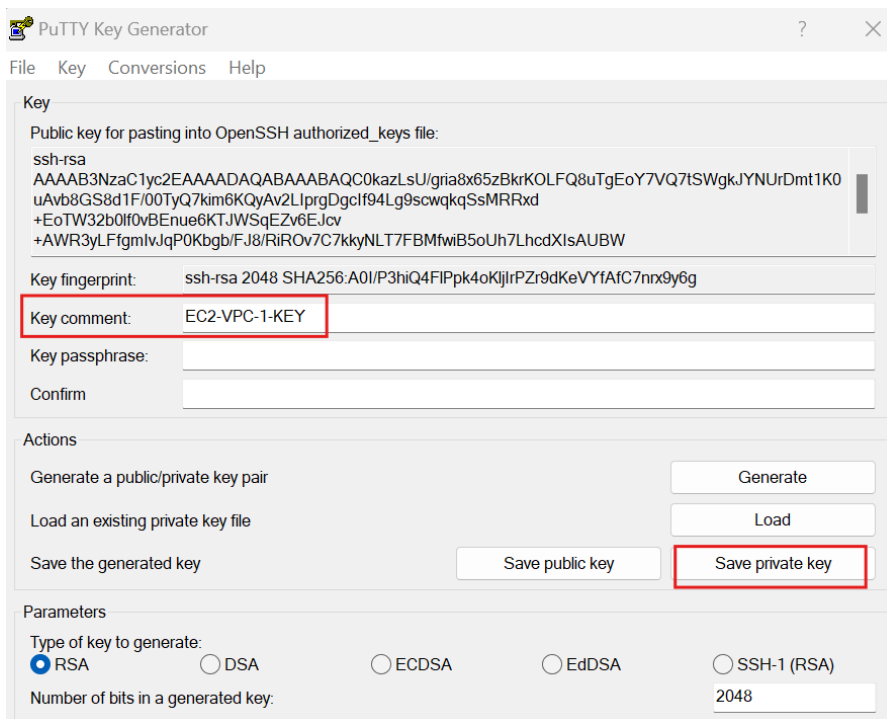 PuTTY Key Generator
File Key Conversions Help
Key
Public key for pasting into OpenSSH authorized_keys file:
ssh-rsa
AAAAB3NzaC1yc2EAAAADAQABAAABAQC0kazLsU/gria8x65zBkrKOLFQ8uTgEoY7VQ7tSWgkJYNUrDmt1K0
uAvb8GS8d1F/00TyQ7kim6KQyAv2LIprgDgcIf94Lg9scwqkqSsMRRxd
+EoTW32b0lf0vBEnue6KTJWSqEZv6EJcv
+AWR3yLFfgmIvJqP0Kbgb/FJ8/RiROv7C7kkyNLT7FBMfwiB5oUh7LhcdXIsAUBW
Key fingerprint: ssh-rsa 2048 SHA256:A0I/P3hiQ4FIPpk4oKljIrPZr9dKeVYfAfC7nrx9y6g
Key comment: EC2-VPC-1-KEY
Key passphrase:
Confirm
Actions
Generate a public/private key pair Generate
Load an existing private key file Load
Save the generated key Save public key Save private key
Parameters
Type of key to generate:
RSA DSA ECDSA EdDSA SSH-1 (RSA)
Number of bits in a generated key: 2048